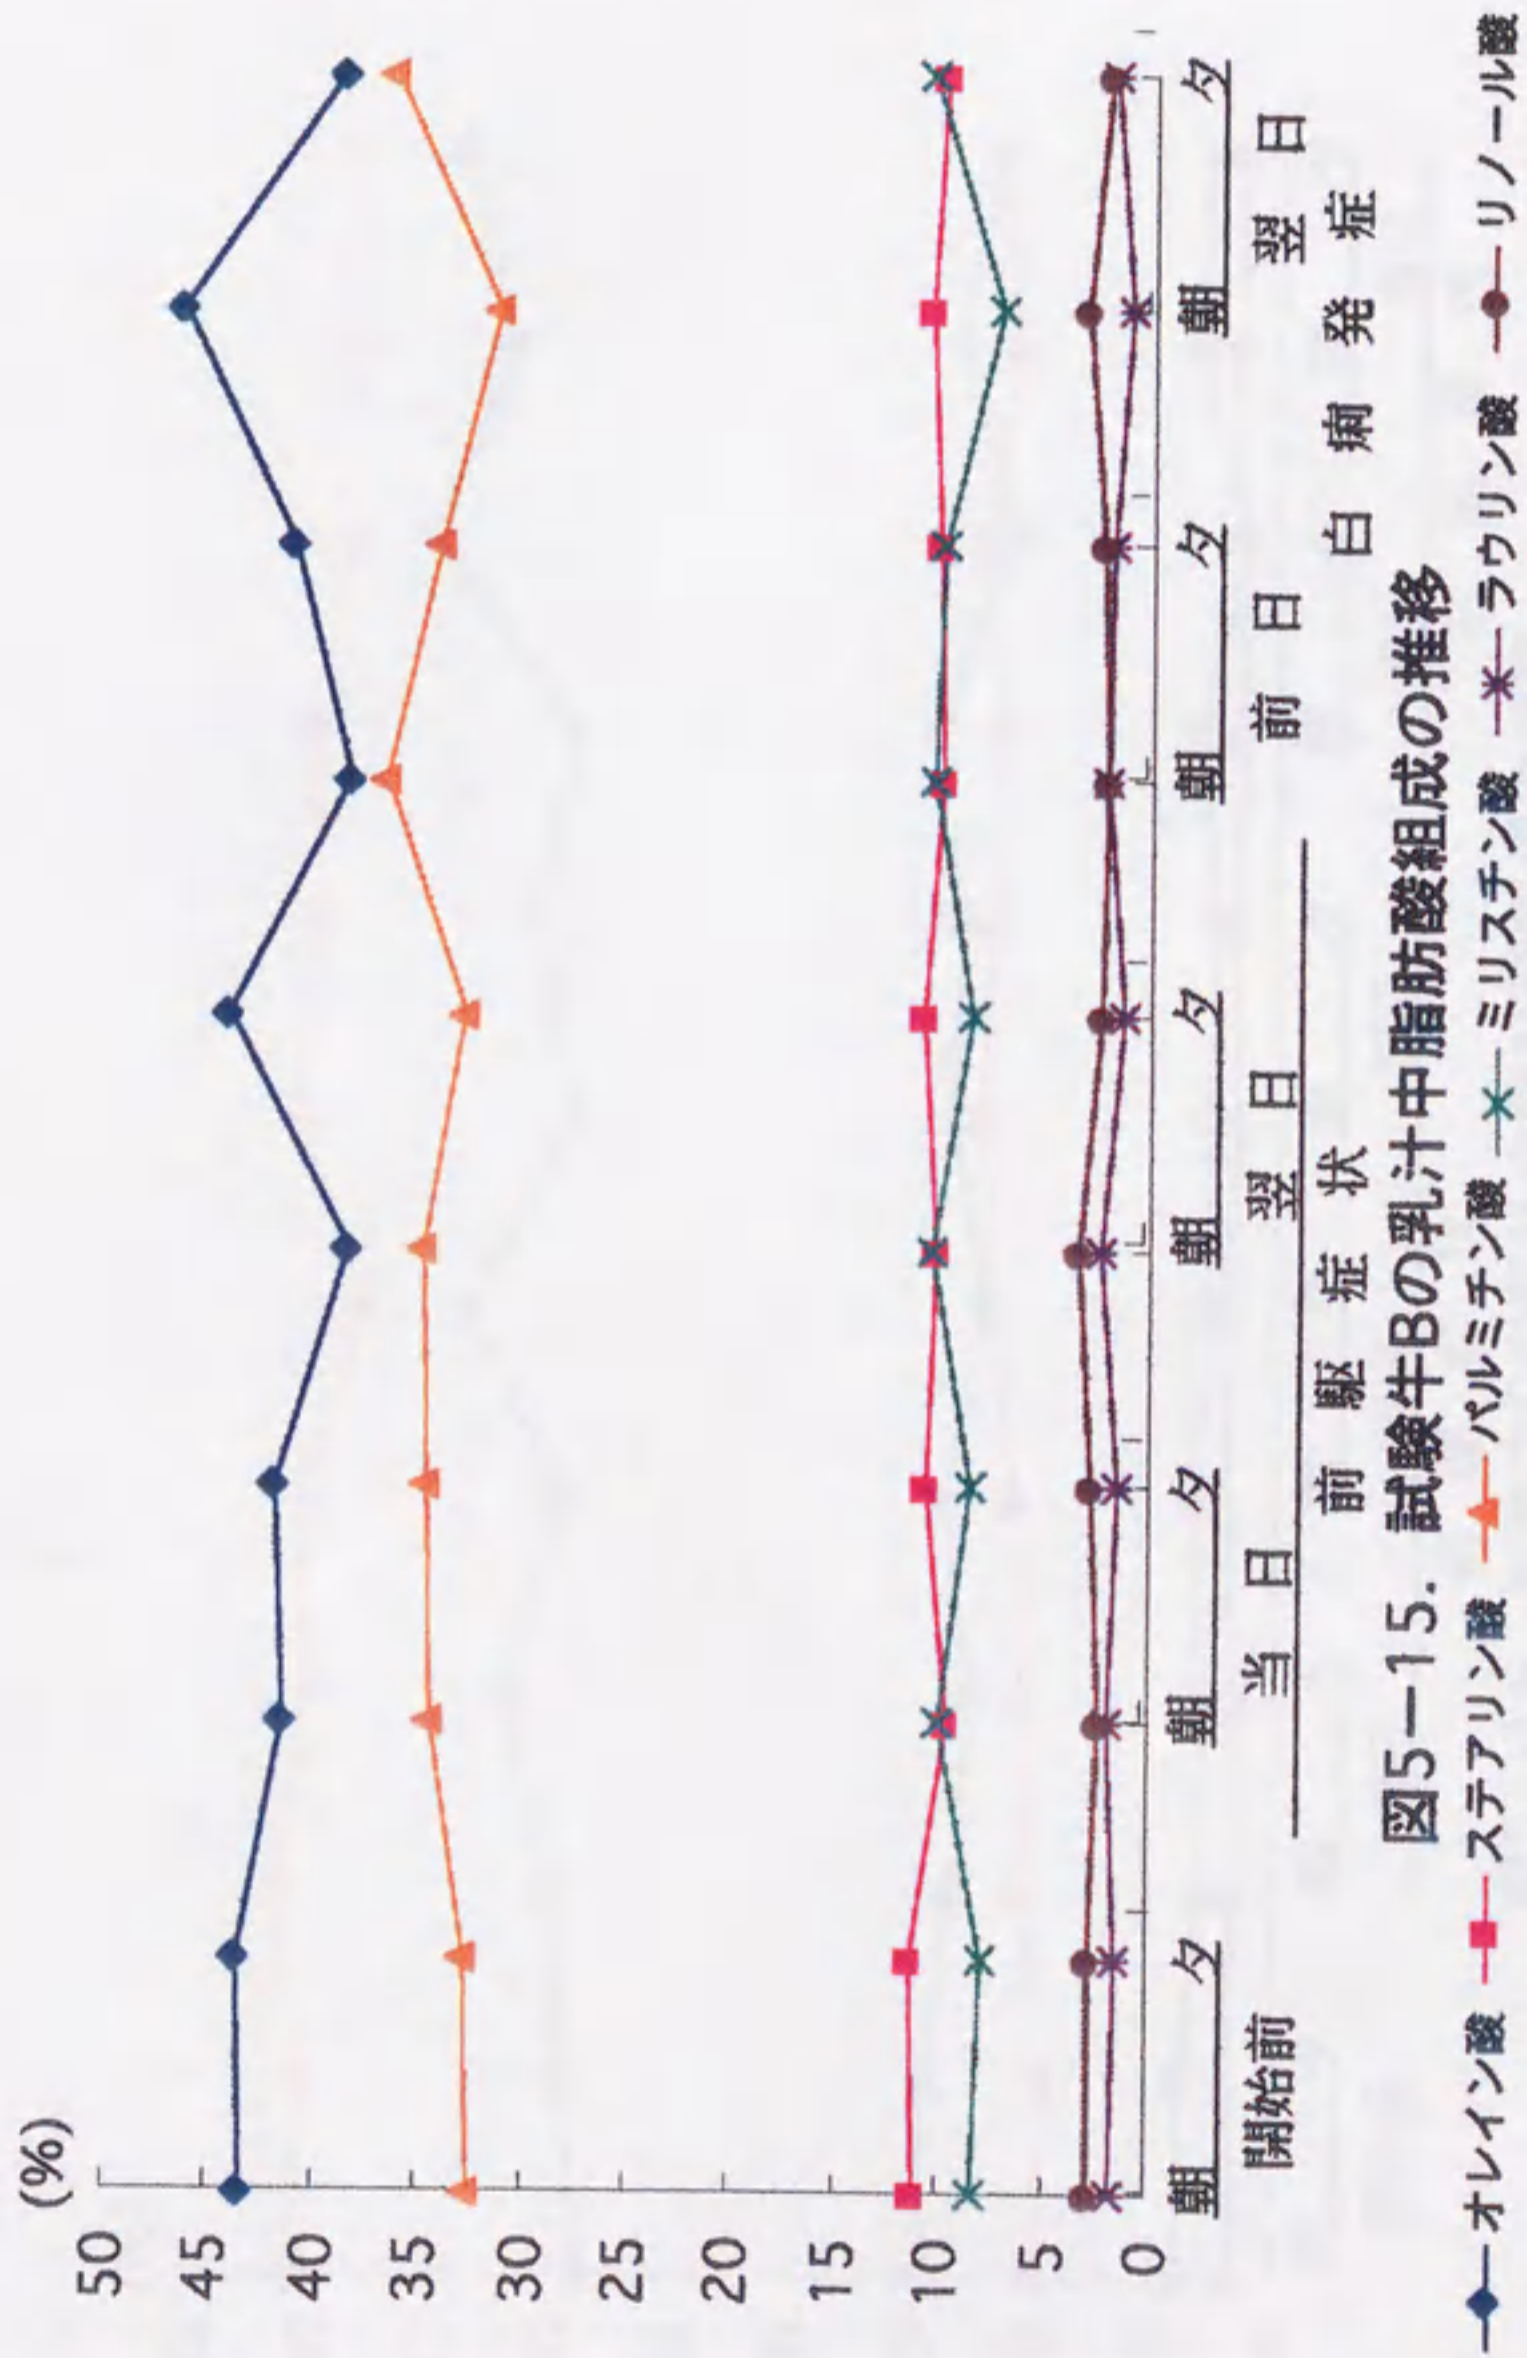 (%)
50
45
40
35
30
25
20
15
10
5
0
朝 夕 朝 夕 朝 夕 朝 夕 朝 夕
開始前 当日 翌日 前日 翌日
前駆症状 白痢発症
図5－15. 試験牛Bの乳汁中脂肪酸組成の推移
オレイン酸 ステアリン酸 パルミチン酸 ミリスチン酸 ラウリン酸 リノール酸